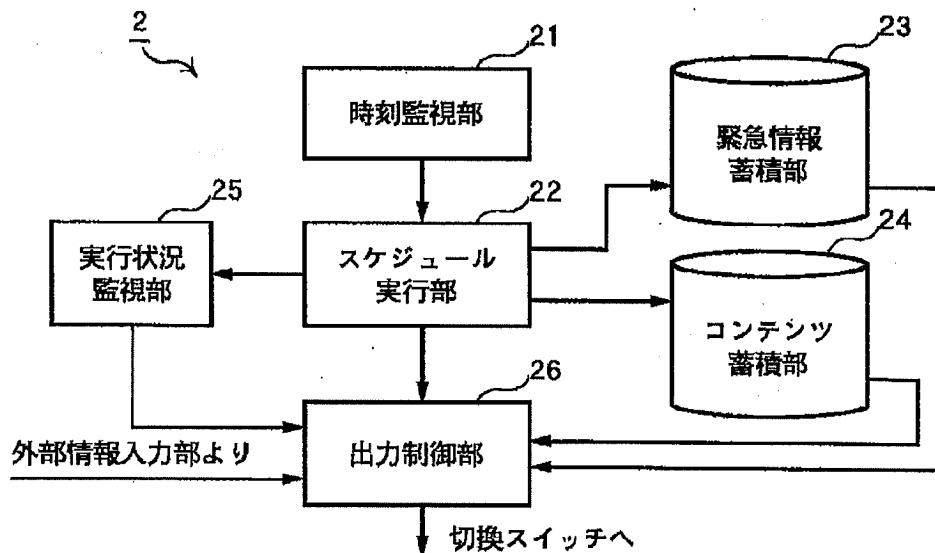 2
21
時刻監視部
23
緊急情報
蓄積部
25
実行状況
監視部
22
スケジュール
実行部
24
コンテンツ
蓄積部
26
出力制御部
外部情報入力部より
切換スイッチへ